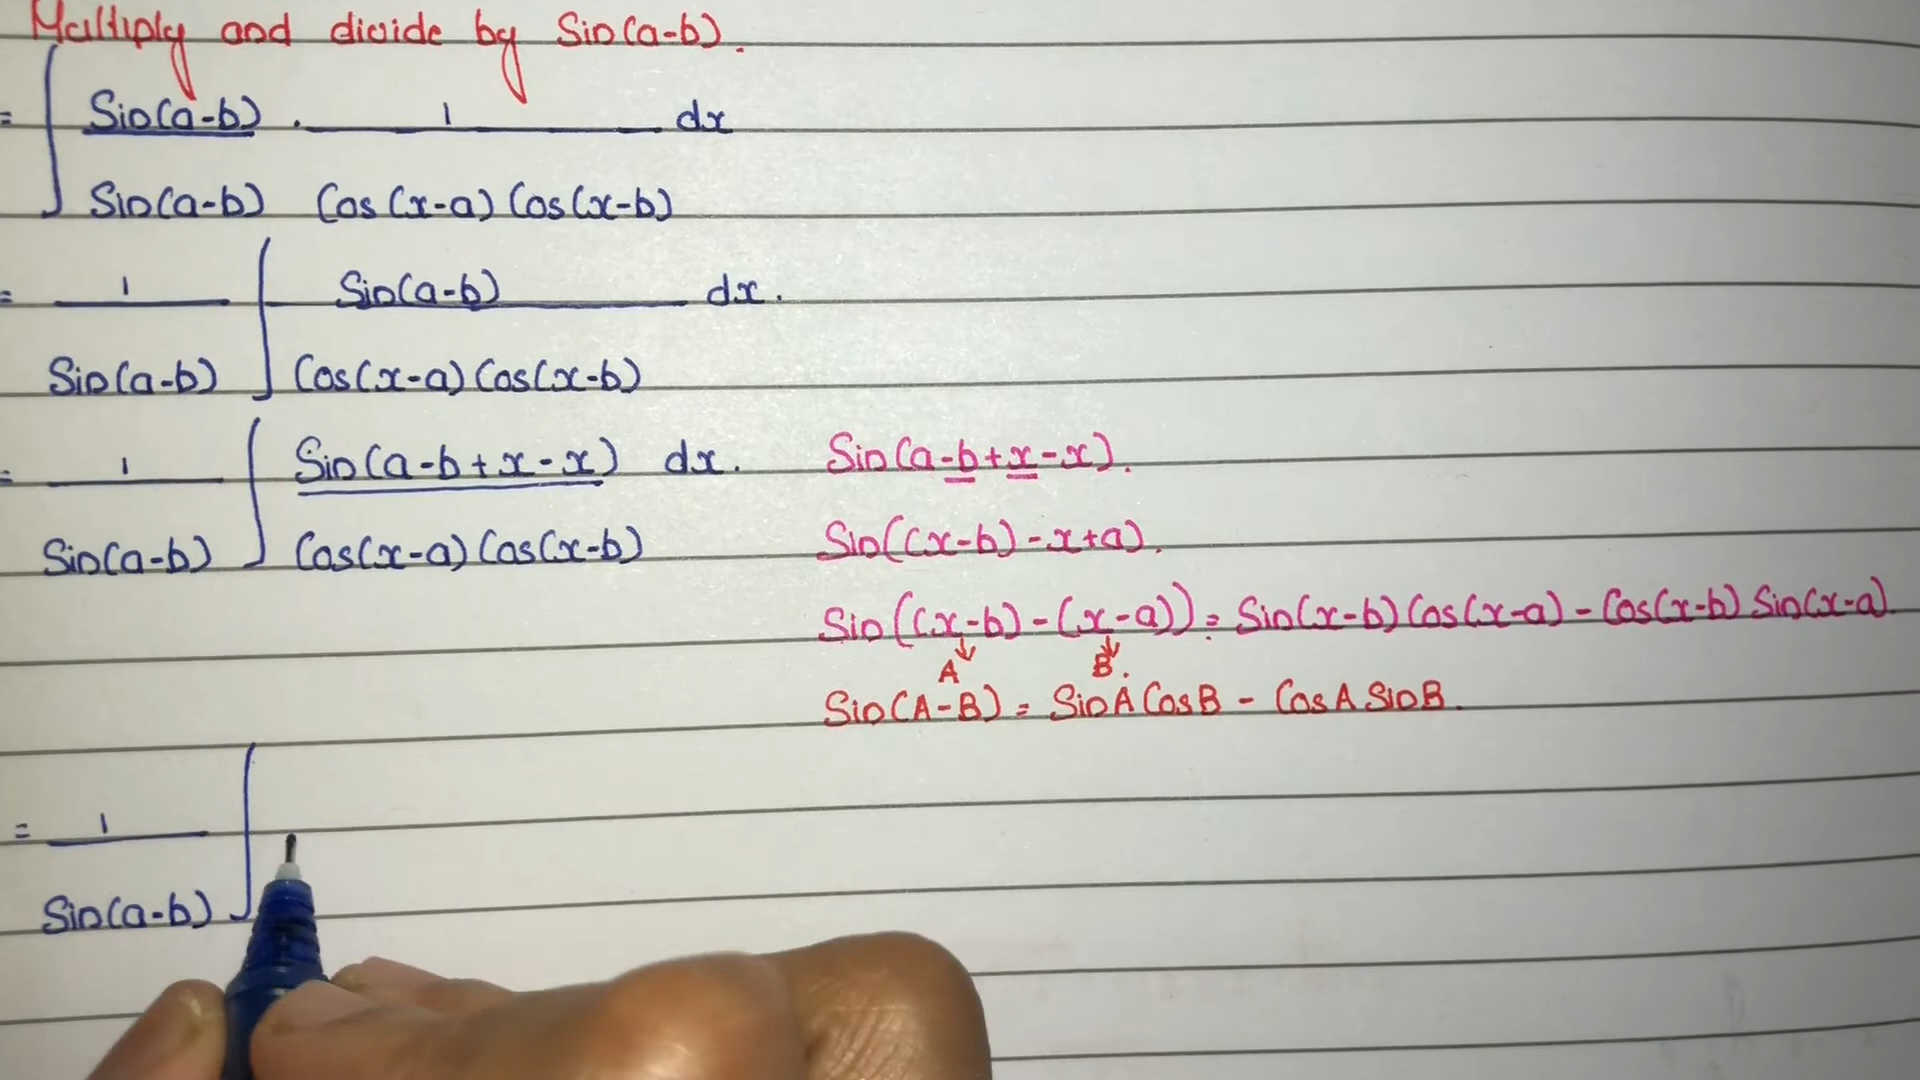 Multiply and divide by Sin(a-b).
= ∫ Sin(a-b) . 1 dx
Sin(a-b) Cos(x-a) Cos(x-b)
= 1 ∫ Sin(a-b) dx.
Sin(a-b) Cos(x-a) Cos(x-b)
= 1 ∫ Sin(a-b+x-x) dx. Sin(a-b+x-x).
Sin(a-b) Cos(x-a) Cos(x-b) Sin((x-b)-x+a).
Sin((x-b)-(x-a)) = Sin(x-b) Cos(x-a) - Cos(x-b) Sin(x-a)
A B.
Sin(A-B) = SinA CosB - CosA SinB.
= 1 ∫
Sin(a-b)